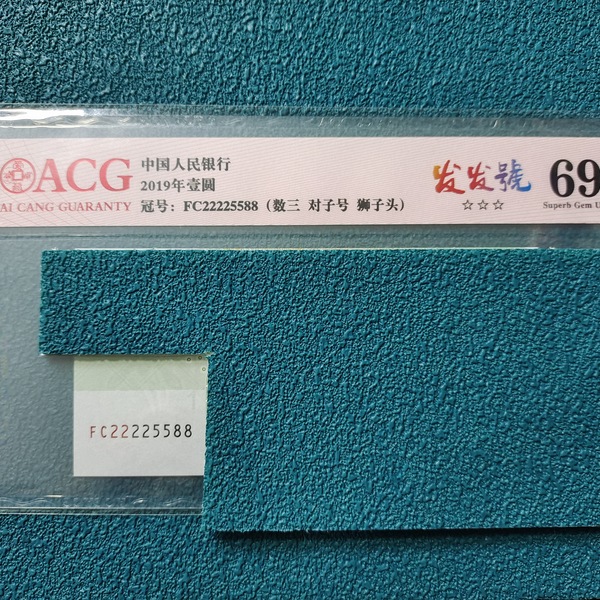 ACG
AI CANG GUARANTY
中国人民银行
2019年壹圆
冠号：FC22225588（数三 对子号 狮子头）
发发號
☆☆☆
69
Superb Gem U
FC22225588